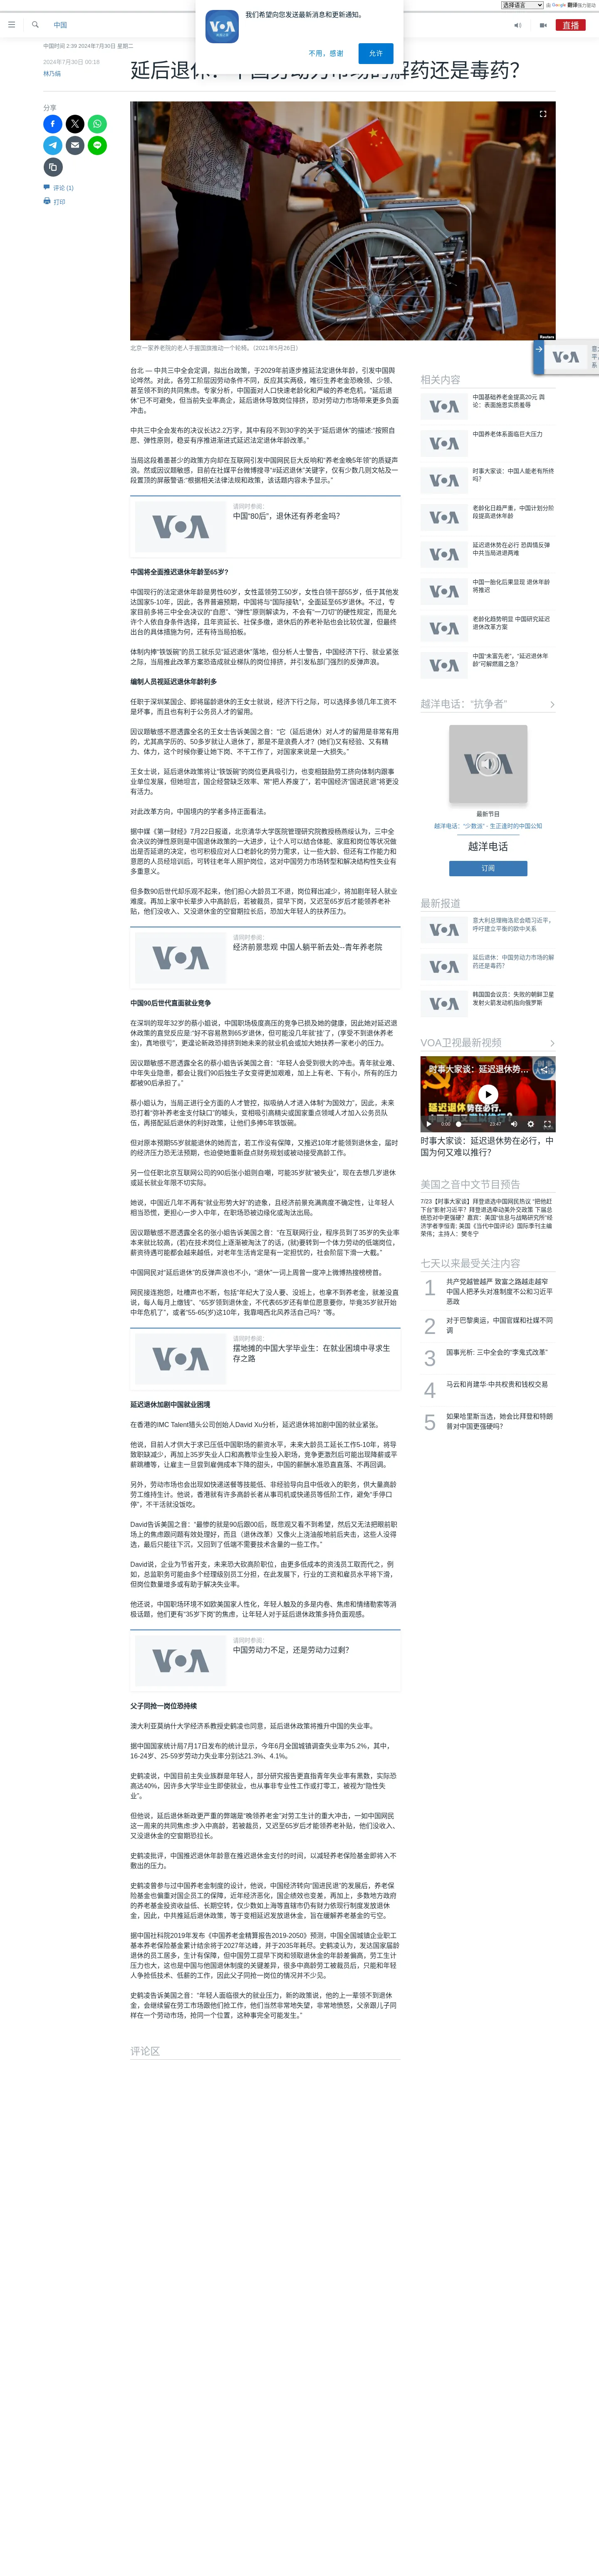 选择语言
由 Google 翻译强力驱动
我们希望向您发送最新消息和更新通知。
不用，感谢
允许
中国
直播
中国时间 2:39 2024年7月30日 星期二
2024年7月30日 00:18
林乃绢
延后退休：中国劳动力市场的解药还是毒药？
分享
评论 (1)
打印
Reuters
北京一家养老院的老人手握国旗推动一个轮椅。（2021年5月26日）
台北 — 中共三中全会定调，拟出台政策，于2029年前逐步推延法定退休年龄，引发中国舆论哗然。对此，各劳工阶层因劳动条件不同，反应其实两极，唯衍生养老金恐晚领、少领、甚至领不到的共同焦虑。专家分析，中国面对人口快速老龄化和严峻的养老危机，“延后退休”已不可避免，但当前失业率高企，延后退休导致岗位排挤，恐对劳动力市场带来更多负面冲击。
中共三中全会发布的决议长达2.2万字，其中有段不到30字的关于“延后退休”的描述:“按照自愿、弹性原则，稳妥有序推进渐进式延迟法定退休年龄改革。”
当局这段看着墨甚少的政策方向却在互联网引发中国网民巨大反响和“养老金晚5年领”的质疑声浪。然或因议题敏感，目前在社媒平台微博搜寻“#延迟退休”关键字，仅有少数几则文帖及一段置顶的屏蔽警语:“根据相关法律法规和政策，该话题内容未予显示。”
请同时参阅：
中国“80后”，退休还有养老金吗？
中国将全面推迟退休年龄至65岁?
中国现行的法定退休年龄是男性60岁，女性蓝领劳工50岁，女性白领干部55岁，低于其他发达国家5-10年，因此，各界普遍预期，中国将与“国际接轨”，全面延至65岁退休。不过，专家目前多将三中全会决议的“自愿”、“弹性”原则解读为，不会有“一刀切”的硬性规定，而会允许个人依自身条件选择，且年资延长、社保多缴，退休后的养老补贴也会比较优渥，但最终出台的具体措施为何，还有待当局拍板。
体制内捧“铁饭碗”的员工就乐见“延迟退休”落地，但分析人士警告，中国经济下行、就业紧张之际，当局推此改革方案恐造成就业梯队的岗位排挤，并引发私部门强烈的反弹声浪。
编制人员视延迟退休年龄利多
任职于深圳某国企、即将届龄退休的王女士就说，经济下行之际，可以选择多领几年工资不是坏事，而且也有利于公务员人才的留用。
因议题敏感不愿透露全名的王女士告诉美国之音：“它（延后退休）对人才的留用是非常有用的，尤其高学历的、50多岁就让人退休了，那是不是浪费人才？(她们)又有经验、又有精力、体力，这个时候你要让她下岗、不干工作了，对国家来说是一大损失。”
王女士说，延后退休政策将让“铁饭碗”的岗位更具吸引力，也变相鼓励劳工挤向体制内跟事业单位发展，但她坦言，国企经营缺乏效率、常“把人养废了”，若中国经济“国进民退”将更没有活力。
对此改革方向，中国境内的学者多持正面看法。
据中媒《第一财经》7月22日报道，北京清华大学医院管理研究院教授杨燕绥认为，三中全会决议的弹性原则是中国退休政策的一大进步，让个人可以结合体能、家庭和岗位等状况做出是否延退的决定，也可积极应对人口老龄化的劳力需求，让一些大龄、但还有工作能力和意愿的人员经培训后，可转往老年人照护岗位，这对中国劳力市场转型和解决结构性失业有多重意义。
但多数90后世代却乐观不起来，他们担心大龄员工不退，岗位释出减少，将加剧年轻人就业难度。再加上家中长辈步入中高龄后，若被裁员，提早下岗，又迟至65岁后才能领养老补贴，他们没收入、又没退休金的空窗期拉长后，恐加大年轻人的扶养压力。
请同时参阅：
经济前景悲观 中国人躺平新去处--青年养老院
中国90后世代直面就业竞争
在深圳的现年32岁的蔡小姐说，中国职场极度高压的竞争已损及她的健康，因此她对延迟退休政策的直觉反应是:“好不容易熬到65岁退休，但可能没几年就‘挂’了，(享受不到退休养老金)，真地很亏”，更遑论新政恐排挤到她未来的就业机会或加大她扶养一家老小的压力。
因议题敏感不愿透露全名的蔡小姐告诉美国之音：“年轻人会受到很大的冲击。青年就业难、中年失业隐患，都会让我们90后独生子女变得更加艰难，加上上有老、下有小，所有的压力都被90后承担了。”
蔡小姐认为，当局正进行全方面的人才管控，拟吸纳人才进入体制“为国效力”，因此，未来恐打着“弥补养老金支付缺口”的噱头，变相吸引高精尖或国家重点领域人才加入公务员队伍，再搭配延后退休的利好政策，让他们多捧5年铁饭碗。
但对原本预期55岁就能退休的她而言，若工作没有保障，又推迟10年才能领到退休金，届时的经济压力恐无法预期，也迫使她重新盘点财务规划或被动接受高龄工作。
另一位任职北京互联网公司的90后张小姐则自嘲，可能35岁就“被失业”，现在去想几岁退休或延长就业年限不切实际。
她说，中国近几年不再有“就业形势大好”的迹象，且经济前景充满高度不确定性，让年轻人相当恐慌，更担心一步入中年，在职场恐被边缘化或淘汰出局。
因议题敏感不愿透露全名的张小姐告诉美国之音：“在互联网行业，程序员到了35岁的失业率本来就比较高，(若)在技术岗位上逐渐被淘汰了的话，(就)要转到一个体力劳动的低端岗位，薪资待遇可能都会越来越低，对老年生活肯定是有一定担忧的，社会阶层下滑一大截。”
中国网民对“延后退休”的反弹声浪也不小，“退休”一词上周曾一度冲上微博热搜榜榜首。
网民接连抱怨，吐槽声也不断，包括“年纪大了没人要、没班上，也拿不到养老金，就差没直说，每人每月上缴钱”、“65岁领到退休金，不代表65岁还有单位愿意要你，毕竟35岁就开始中年危机了”，或者“55-65(岁)这10年，我靠喝西北风养活自己吗？”等。
请同时参阅：
摆地摊的中国大学毕业生：在就业困境中寻求生存之路
延迟退休加剧中国就业困境
在香港的IMC Talent猎头公司创始人David Xu分析，延迟退休将加剧中国的就业紧张。
他说，目前人才供大于求已压低中国职场的薪资水平，未来大龄员工延长工作5-10年，将导致职缺减少，再加上35岁失业人口和高教毕业生投入职场，竞争更激烈后可能出现降薪或平薪跳槽等，让雇主一旦尝到雇佣成本下降的甜头，中国的薪酬水准恐直直落、不再回调。
另外，劳动市场也会出现如快递送餐等技能低、非经验导向且中低收入的职务，供大量高龄劳工维持生计。他说，香港就有许多高龄长者从事司机或快递员等低阶工作，避免“手停口停”，不干活就没饭吃。
David告诉美国之音：“最惨的就是90后跟00后，既悲观又看不到希望，然后又无法把眼前职场上的焦虑跟问题有效处理好，而且（退休改革）又像火上浇油般地前后夹击，这些人没得选，最后只能往下沉，又回到了低端不需要技术含量的一些工作。”
David说，企业为节省开支，未来恐大砍高阶职位，由更多低成本的资浅员工取而代之，例如，总监职务可能由多个经理级别员工分担，在此发展下，行业的工资和雇员水平将下滑，但岗位数量增多或有助于解决失业率。
他还说，中国职场环境不如欧美国家人性化，年轻人触及的多是内卷、焦虑和情绪勒索等消极话题，他们更有“35岁下岗”的焦虑，让年轻人对于延后退休政策多持负面观感。
请同时参阅：
中国劳动力不足，还是劳动力过剩？
父子同抢一岗位恐持续
澳大利亚莫纳什大学经济系教授史鹤凌也同意，延后退休政策将推升中国的失业率。
据中国国家统计局7月17日发布的统计显示，今年6月全国城镇调查失业率为5.2%，其中，16-24岁、25-59岁劳动力失业率分别达21.3%、4.1%。
史鹤凌说，中国目前主失业族群是年轻人，部分研究报告更直指青年失业率有黑数，实际恐高达40%，因许多大学毕业生即使就业，也从事非专业性工作或打零工，被视为“隐性失业”。
但他说，延后退休新政更严重的弊端是“晚领养老金”对劳工生计的重大冲击，一如中国网民这一周来的共同焦虑:步入中高龄，若被裁员，又迟至65岁后才能领养老补贴，他们没收入、又没退休金的空窗期恐拉长。
史鹤凌批评，中国推迟退休年龄意在推迟退休金支付的时间，以减轻养老保险基金即将入不敷出的压力。
史鹤凌曾参与过中国养老金制度的设计，他说，中国经济转向“国进民退”的发展后，养老保险基金也偏重对国企员工的保障，近年经济恶化，国企绩效也变差，再加上，多数地方政府的养老基金投资收益低、长期空转，仅少数如上海等直辖市仍有财力依现行制度发放退休金，因此，中共推延后退休政策，等于变相延迟发放退休金，旨在缓解养老基金的亏空。
据中国社科院2019年发布《中国养老金精算报告2019-2050》预测，中国全国城镇企业职工基本养老保险基金累计结余将于2027年达峰，并于2035年耗尽。史鹤凌认为，发达国家届龄退休的员工居多，生计有保障，但中国劳工提早下岗和领取退休金的年龄差偏高，劳工生计压力也大，这也是中国与他国退休制度的关键差异，很多中高龄劳工被裁员后，只能和年轻人争抢低技术、低薪的工作，因此父子同抢一岗位的情况并不少见。
史鹤凌告诉美国之音：“年轻人面临很大的就业压力，新的政策说，他的上一辈领不到退休金，会继续留在劳工市场跟他们抢工作，他们当然非常地失望，非常地愤怒，父亲跟儿子同样在一个劳动市场，抢同一个位置，这种事完全可能发生。”
评论区
相关内容
中国基础养老金提高20元 舆论：表面施恩实质羞辱
中国养老体系面临巨大压力
时事大家谈：中国人能老有所终吗？
老龄化日趋严重，中国计划分阶段提高退休年龄
延迟退休势在必行 恐舆情反弹 中共当局进退两难
中国一胎化后果显现 退休年龄将推迟
老龄化趋势明显 中国研究延迟退休改革方案
中国“未富先老”，“延迟退休年龄”可解燃眉之急？
越洋电话：“抗争者”
最新节目
越洋电话：“少数派” - 生正逢时的中国公知
越洋电话
订阅
最新报道
意大利总理梅洛尼会晤习近平，呼吁建立平衡的欧中关系
延后退休：中国劳动力市场的解药还是毒药？
韩国国会议员：失败的朝鲜卫星发射火箭发动机指向俄罗斯
VOA卫视最新视频
时事大家谈：延迟退休势...
0:00
23:47
时事大家谈：延迟退休势在必行，中国为何又难以推行？
美国之音中文节目预告
7/23【时事大家谈】拜登退选中国网民热议 “把他赶下台”影射习近平？拜登退选牵动美外交政策 下届总统恐对中更强硬？嘉宾：美国“信息与战略研究所”经济学者李恒青; 美国《当代中国评论》国际季刊主编荣伟；主持人：樊冬宁
七天以来最受关注内容
1
共产党越管越严 致富之路越走越窄 中国人把矛头对准制度不公和习近平恶政
2
对于巴黎奥运，中国官媒和社媒不同调
3
国事光析: 三中全会的“李鬼式改革”
4
马云和肖建华-中共权贵和钱权交易
5
如果哈里斯当选，她会比拜登和特朗普对中国更强硬吗？